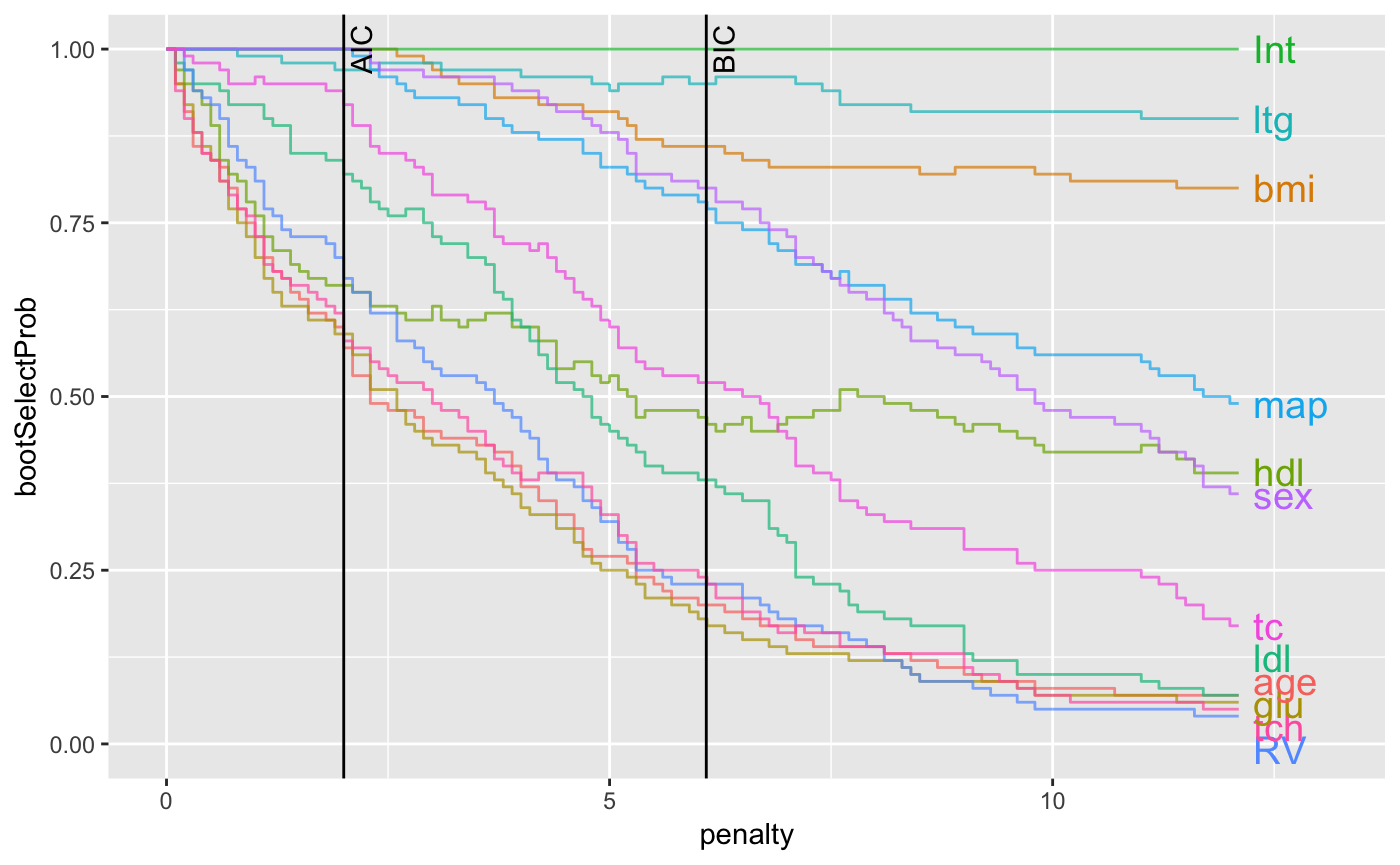 AIC
BIC
1.00
0.75
0.50
0.25
0.00
bootSelectProb
Int
ltg
bmi
map
hdl
sex
tc
ldl
age
glu
tch
RV
0
5
10
penalty